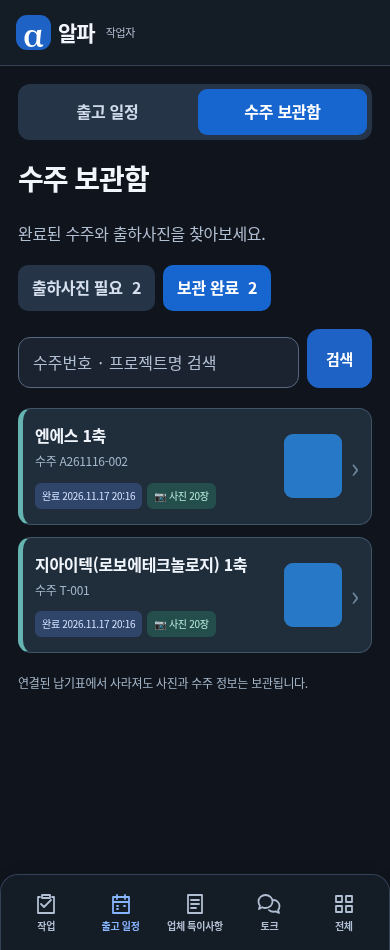 α 알파 작업자
출고 일정 수주 보관함
수주 보관함
완료된 수주와 출하사진을 찾아보세요.
출하사진 필요 2 보관 완료 2
수주번호 · 프로젝트명 검색 검색
엔에스 1축
수주 A261116-002
완료 2026.11.17 20:16 📷 사진 20장
지아이텍(로보에테크놀로지) 1축
수주 T-001
완료 2026.11.17 20:16 📷 사진 20장
연결된 납기표에서 사라져도 사진과 수주 정보는 보관됩니다.
작업 출고 일정 업체 특이사항 토크 전체